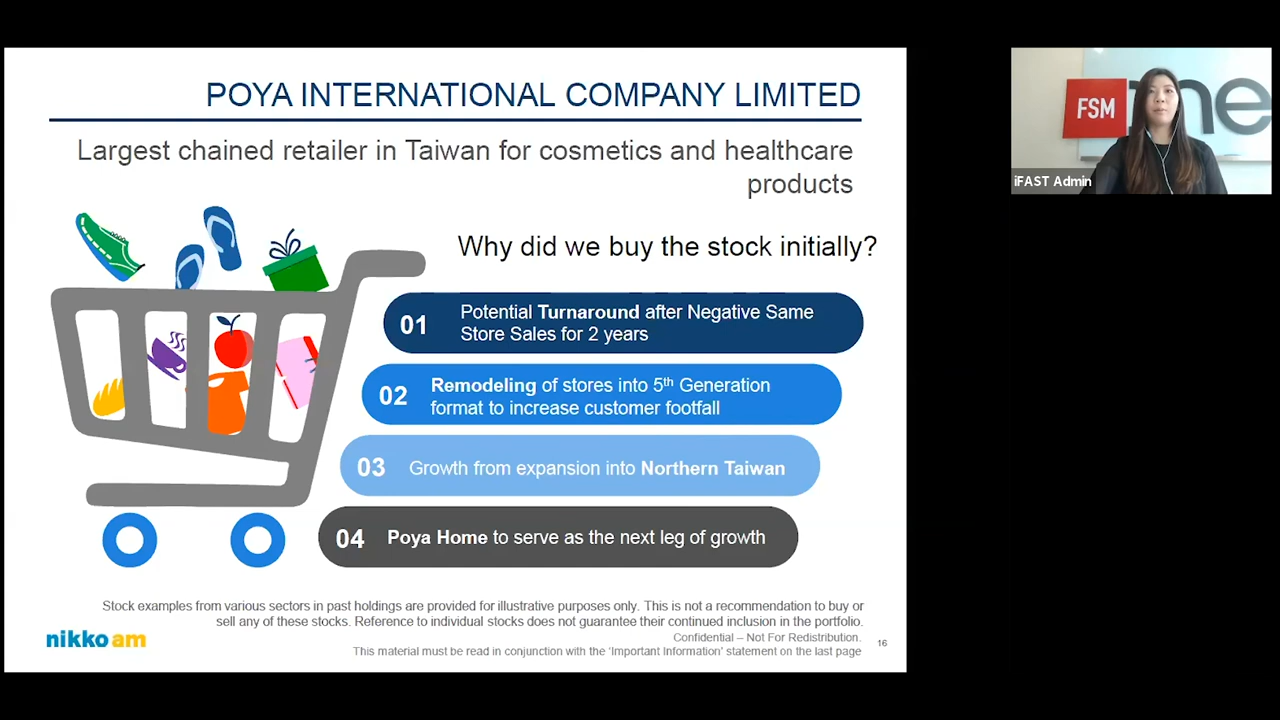 POYA INTERNATIONAL COMPANY LIMITED
Largest chained retailer in Taiwan for cosmetics and healthcare
products
Why did we buy the stock initially?
01
Potential Turnaround after Negative Same
Store Sales for 2 years
02
Remodeling of stores into 5th Generation
format to increase customer footfall
03
Growth from expansion into Northern Taiwan
04
Poya Home to serve as the next leg of growth
Stock examples from various sectors in past holdings are provided for illustrative purposes only. This is not a recommendation to buy or
sell any of these stocks. Reference to individual stocks does not guarantee their continued inclusion in the portfolio.
Confidential – Not For Redistribution.
This material must be read in conjunction with the 'Important Information' statement on the last page
16
nikko am
FSM
ne
iFAST Admin